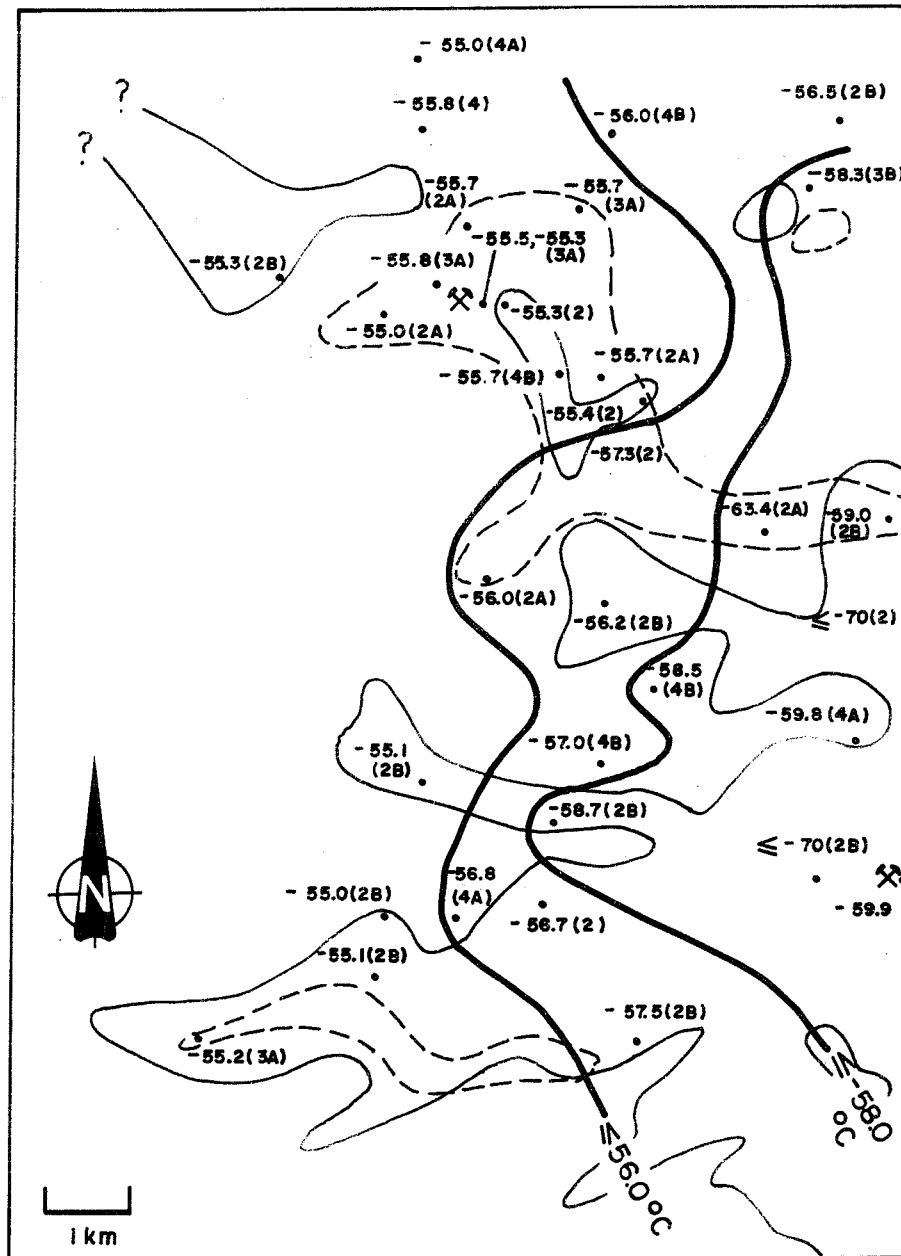 - 55.0 (4A)
- 55.8 (4)
- 56.0 (4B)
- 56.5 (2B)
?
?
- 58.3 (3B)
- 55.7
(2A)
- 55.7
(3A)
- 55.5, - 55.3
(3A)
- 55.3 (2B)
- 55.8 (3A)
- 55.0 (2A)
- 55.3 (2)
- 55.7 (4B)
- 55.7 (2A)
- 55.4 (2)
- 57.3 (2)
- 63.4 (2A)
- 59.0
(2B)
- 56.0 (2A)
- 56.2 (2B)
≤ - 70 (2)
- 58.5
(4B)
- 59.8 (4A)
- 55.1
(2B)
- 57.0 (4B)
- 58.7 (2B)
≤ - 70 (2B)
N
- 55.0 (2B)
- 56.8
(4A)
- 56.7 (2)
- 59.9
- 55.1 (2B)
- 57.5 (2B)
- 55.2 (3A)
≤ - 58.0
°C
≤ 56.0 °C
1 km